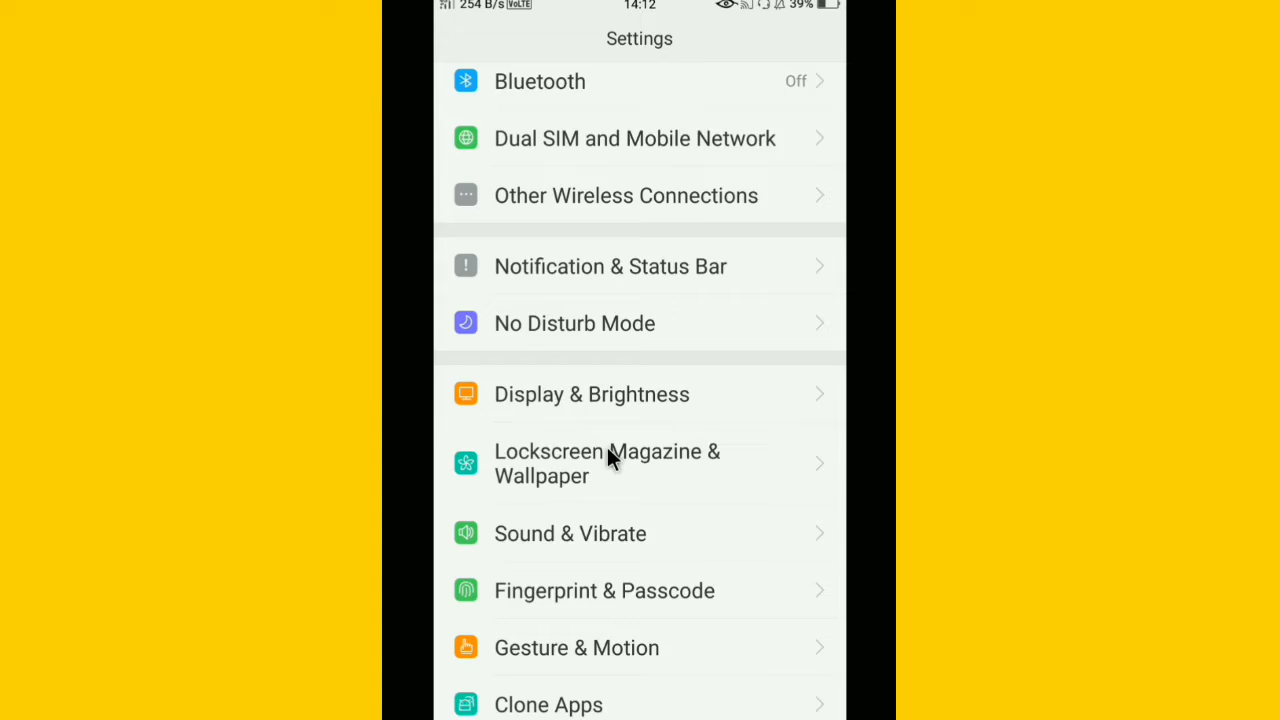 254 B/s VoLTE 14:12 39%
Settings
Bluetooth Off
Dual SIM and Mobile Network
Other Wireless Connections
Notification & Status Bar
No Disturb Mode
Display & Brightness
Lockscreen Magazine &
Wallpaper
Sound & Vibrate
Fingerprint & Passcode
Gesture & Motion
Clone Apps